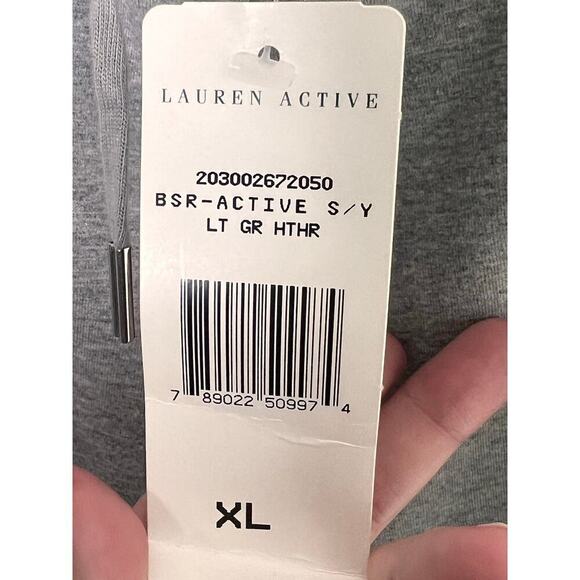 LAUREN ACTIVE
203002672050
BSR-ACTIVE S/Y
LT GR HTHR
7 89022 50997 4
XL